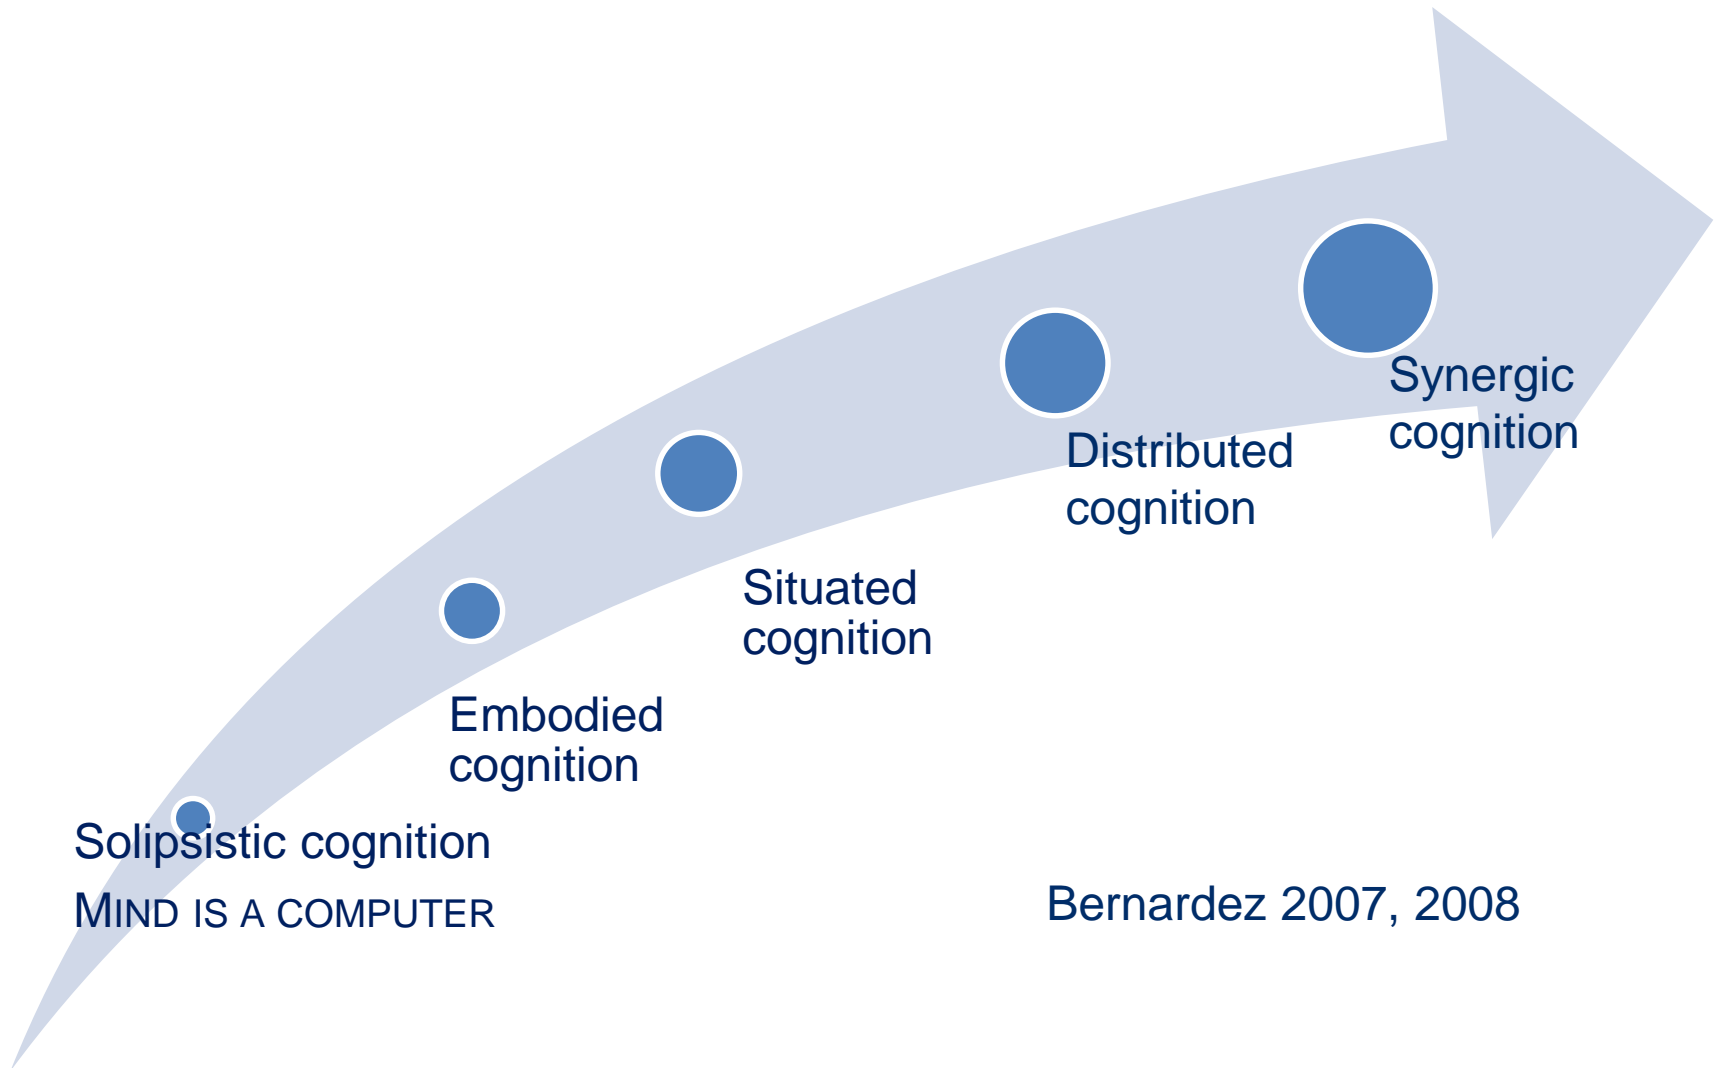 Solipsistic cognition
MIND IS A COMPUTER
Embodied
cognition
Situated
cognition
Distributed
cognition
Synergic
cognition
Bernardez 2007, 2008